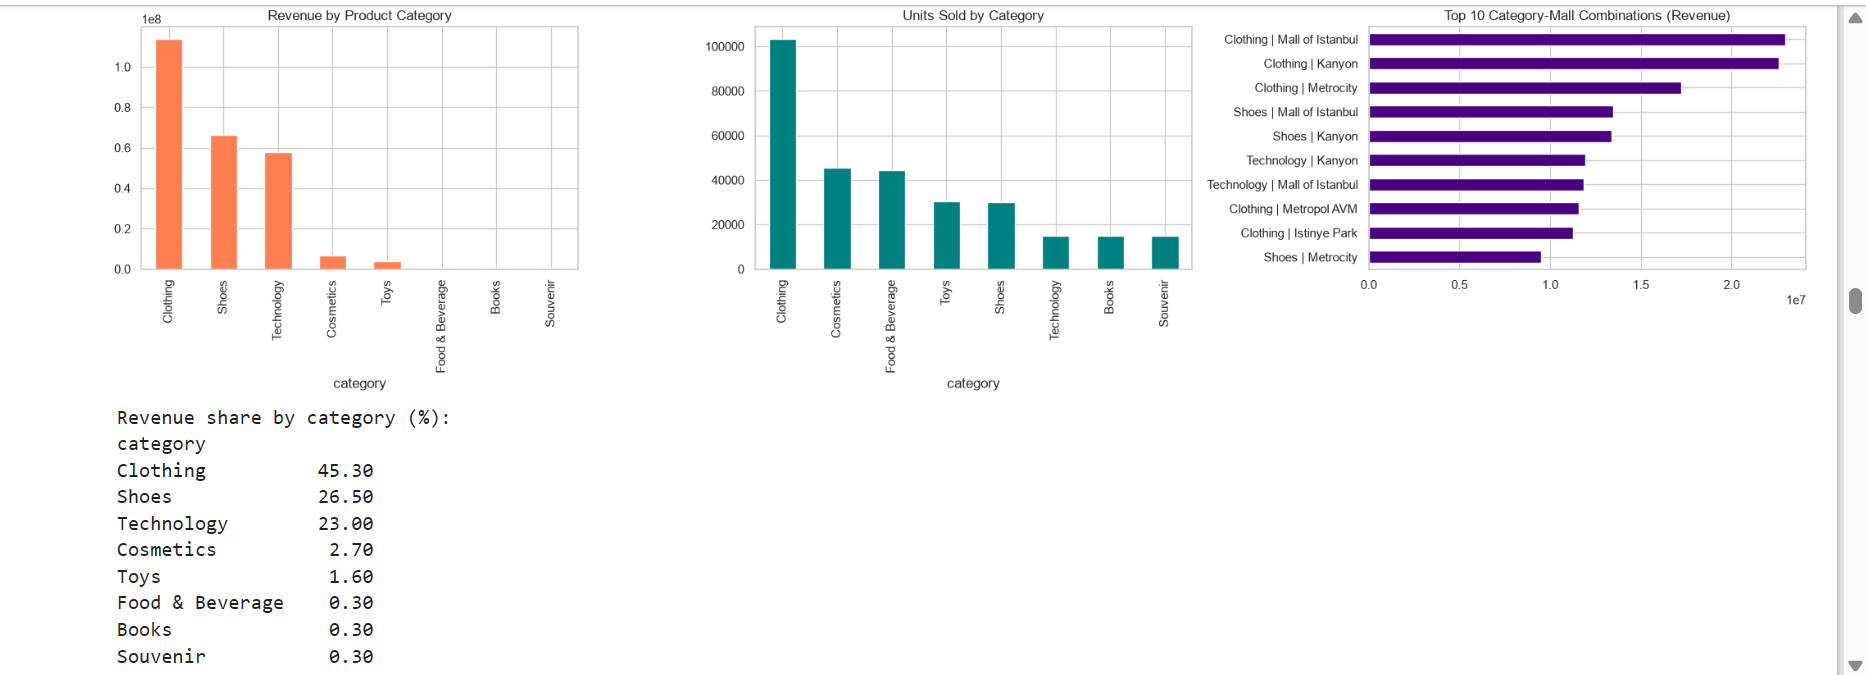 Revenue by Product Category
1e8
1.0
0.8
0.6
0.4
0.2
0.0
Clothing
Shoes
Technology
Cosmetics
Toys
Food & Beverage
Books
Souvenir
category
Units Sold by Category
100000
80000
60000
40000
20000
0
Clothing
Cosmetics
Food & Beverage
Toys
Shoes
Technology
Books
Souvenir
category
Top 10 Category-Mall Combinations (Revenue)
Clothing | Mall of Istanbul
Clothing | Kanyon
Clothing | Metrocity
Shoes | Mall of Istanbul
Shoes | Kanyon
Technology | Kanyon
Technology | Mall of Istanbul
Clothing | Metropol AVM
Clothing | Istinye Park
Shoes | Metrocity
0.0 0.5 1.0 1.5 2.0
1e7
Revenue share by category (%):
category
Clothing 45.30
Shoes 26.50
Technology 23.00
Cosmetics 2.70
Toys 1.60
Food & Beverage 0.30
Books 0.30
Souvenir 0.30